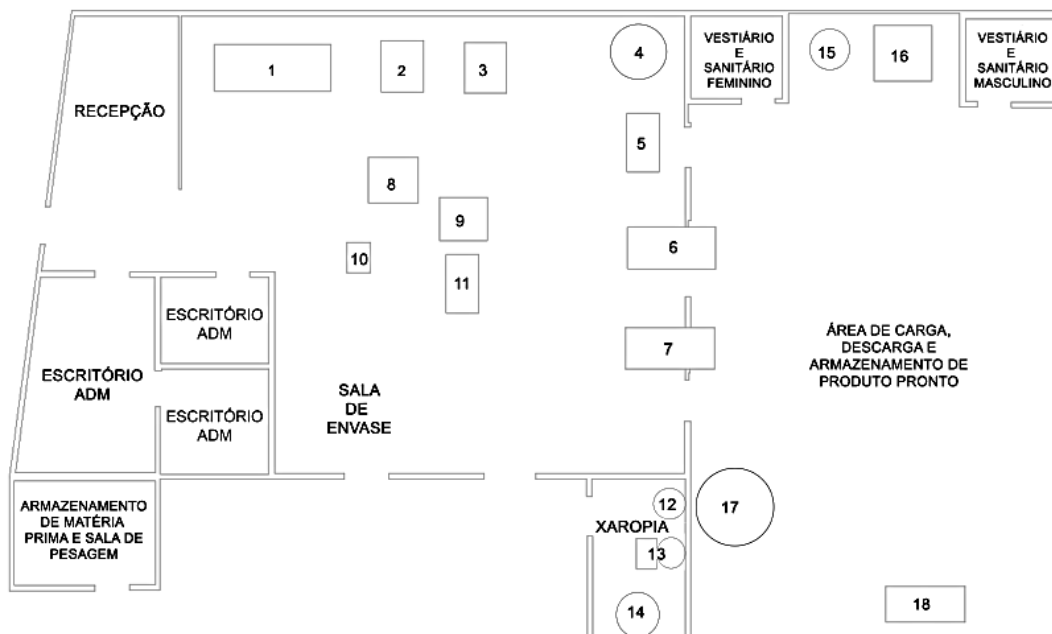 1
2
3
4
VESTIÁRIO
E
SANITÁRIO
FEMININO
15
16
VESTIÁRIO
E
SANITÁRIO
MASCULINO
RECEPÇÃO
5
8
9
10
11
6
7
ESCRITÓRIO
ADM
ESCRITÓRIO
ADM
ESCRITÓRIO
ADM
SALA
DE
ENVASE
ÁREA DE CARGA,
DESCARGA E
ARMAZENAMENTO DE
PRODUTO PRONTO
ARMAZENAMENTO
DE MATÉRIA
PRIMA E SALA DE
PESAGEM
12
XAROPIA
13
14
17
18